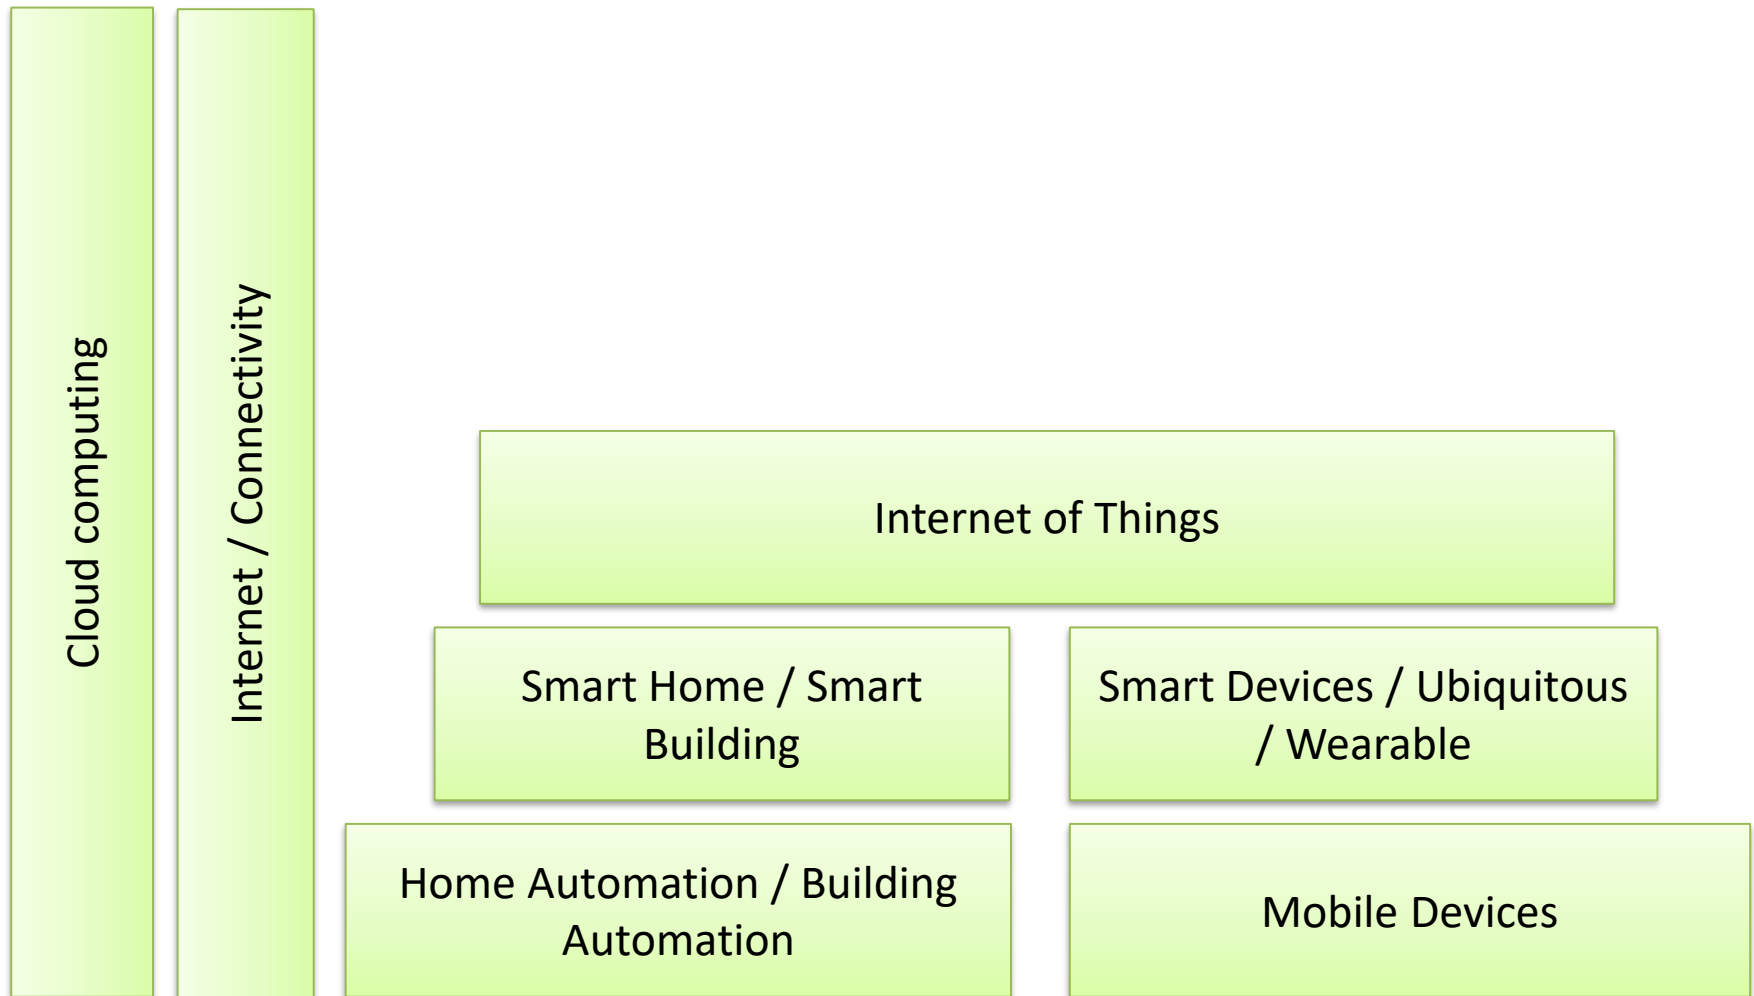 Cloud computing
Internet / Connectivity
Internet of Things
Smart Home / Smart
Building
Smart Devices / Ubiquitous
/ Wearable
Home Automation / Building
Automation
Mobile Devices